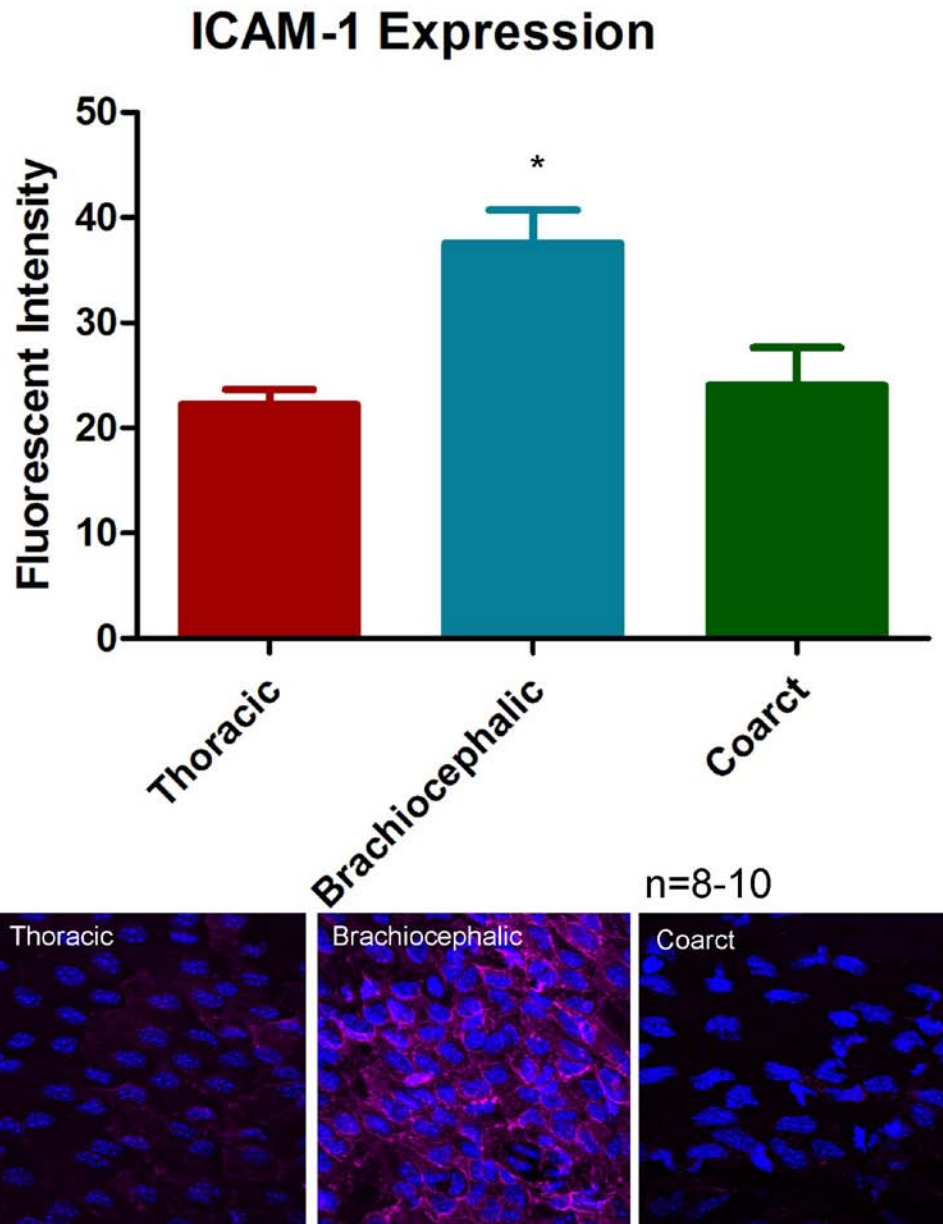 ICAM-1 Expression
Fluorescent Intensity
50
40
30
20
10
0
*
Thoracic
Brachiocephalic
Coarct
n=8-10
Thoracic
Brachiocephalic
Coarct